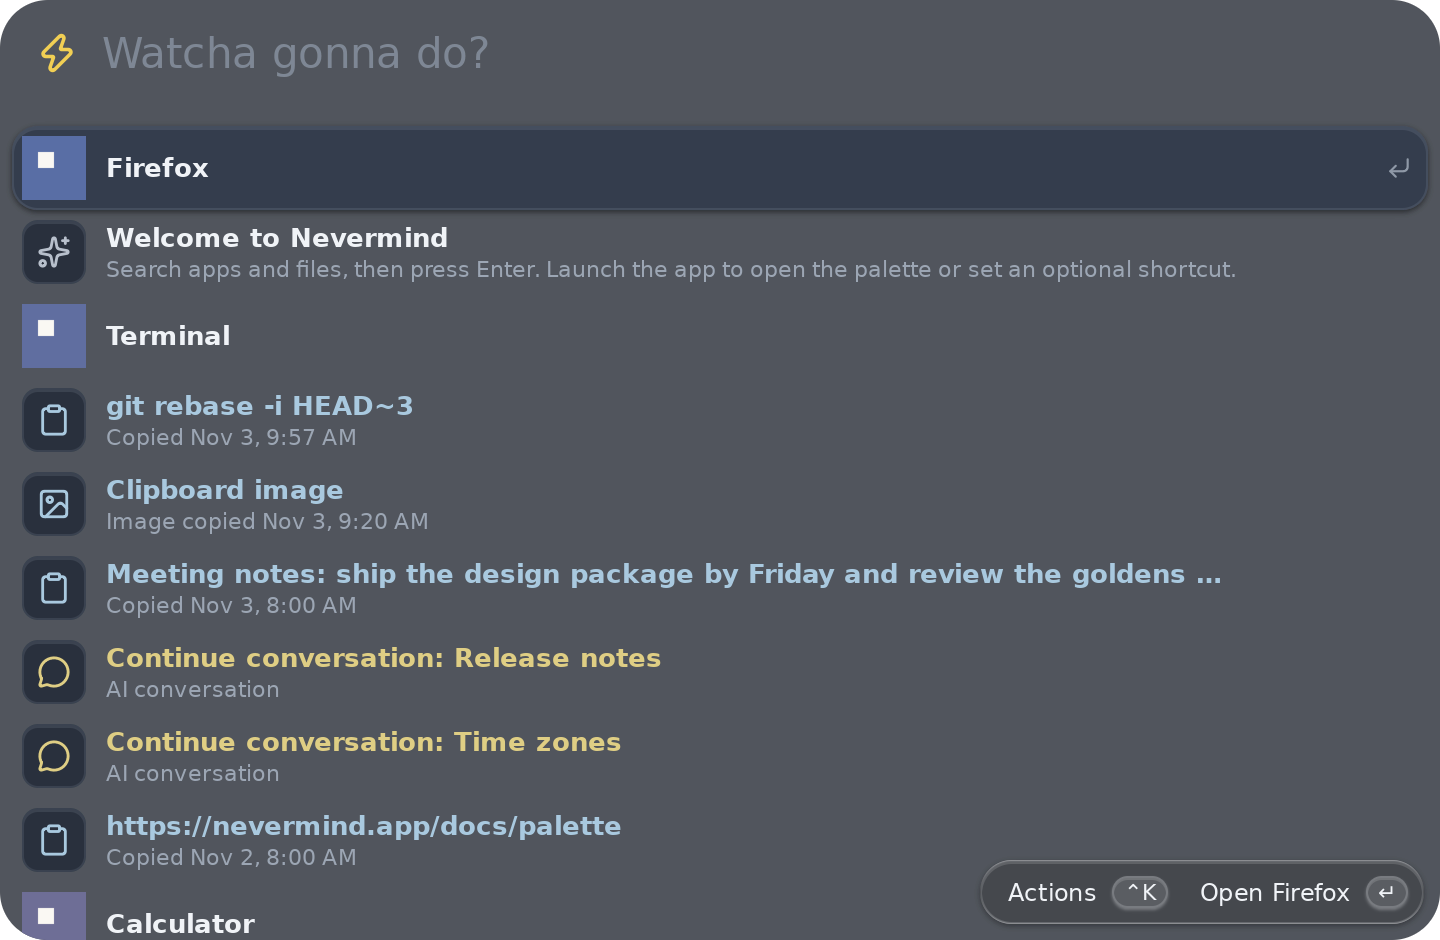 Watcha gonna do?
Firefox
Welcome to Nevermind
Search apps and files, then press Enter. Launch the app to open the palette or set an optional shortcut.
Terminal
git rebase -i HEAD~3
Copied Nov 3, 9:57 AM
Clipboard image
Image copied Nov 3, 9:20 AM
Meeting notes: ship the design package by Friday and review the goldens …
Copied Nov 3, 8:00 AM
Continue conversation: Release notes
AI conversation
Continue conversation: Time zones
AI conversation
https://nevermind.app/docs/palette
Copied Nov 2, 8:00 AM
Calculator
Actions ^K Open Firefox ↵